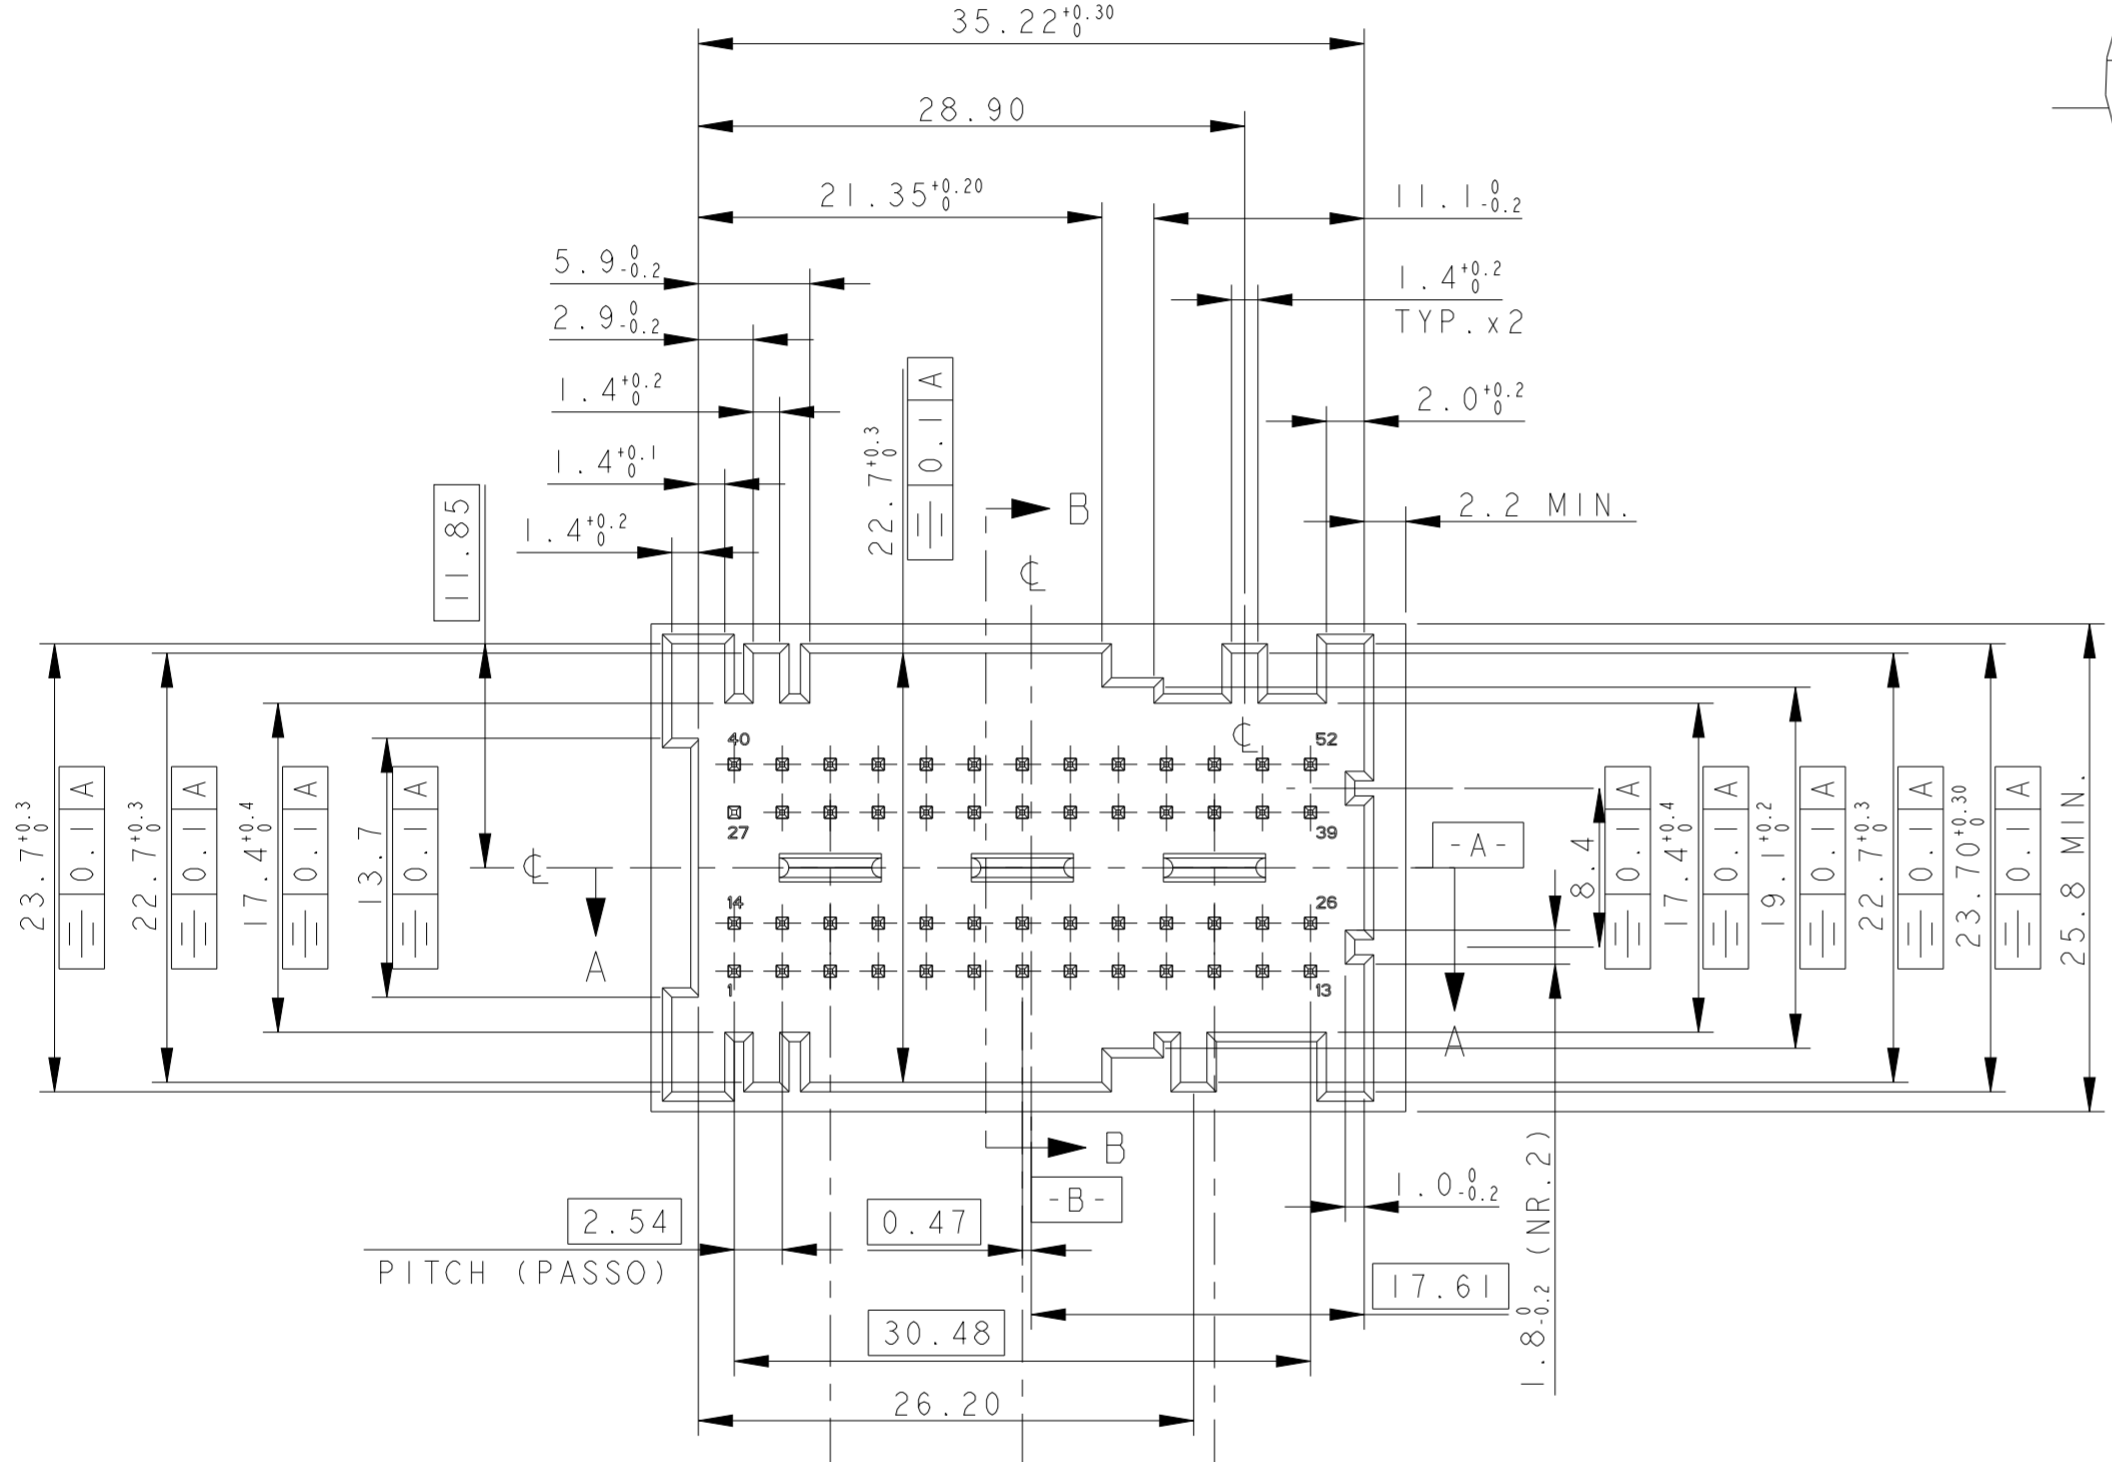 35.22 +0.30 0
28.90
21.35 +0.20 0
11.1 0 -0.2
5.9 0 -0.2
1.4 +0.2 0
TYP. x2
2.9 0 -0.2
1.4 +0.2 0
2.0 +0.2 0
1.4 +0.1 0
2.2 MIN.
1.4 +0.2 0
11.85
22.7 +0.3 0
0.1 A
B
℄
40
52
℄
27
39
℄
-A-
14
26
A
A
1
13
23.7 +0.3 0
0.1 A
22.7 +0.3 0
0.1 A
17.4 +0.4 0
0.1 A
13.7
0.1 A
8.4
0.1 A
17.4 +0.4 0
0.1 A
19.1 +0.2 0
0.1 A
22.7 +0.3 0
0.1 A
23.70 +0.30 0
0.1 A
25.8 MIN.
B
-B-
1.0 0 -0.2
1.8 0 -0.2 (NR.2)
2.54
PITCH (PASSO)
0.47
17.61
30.48
26.20